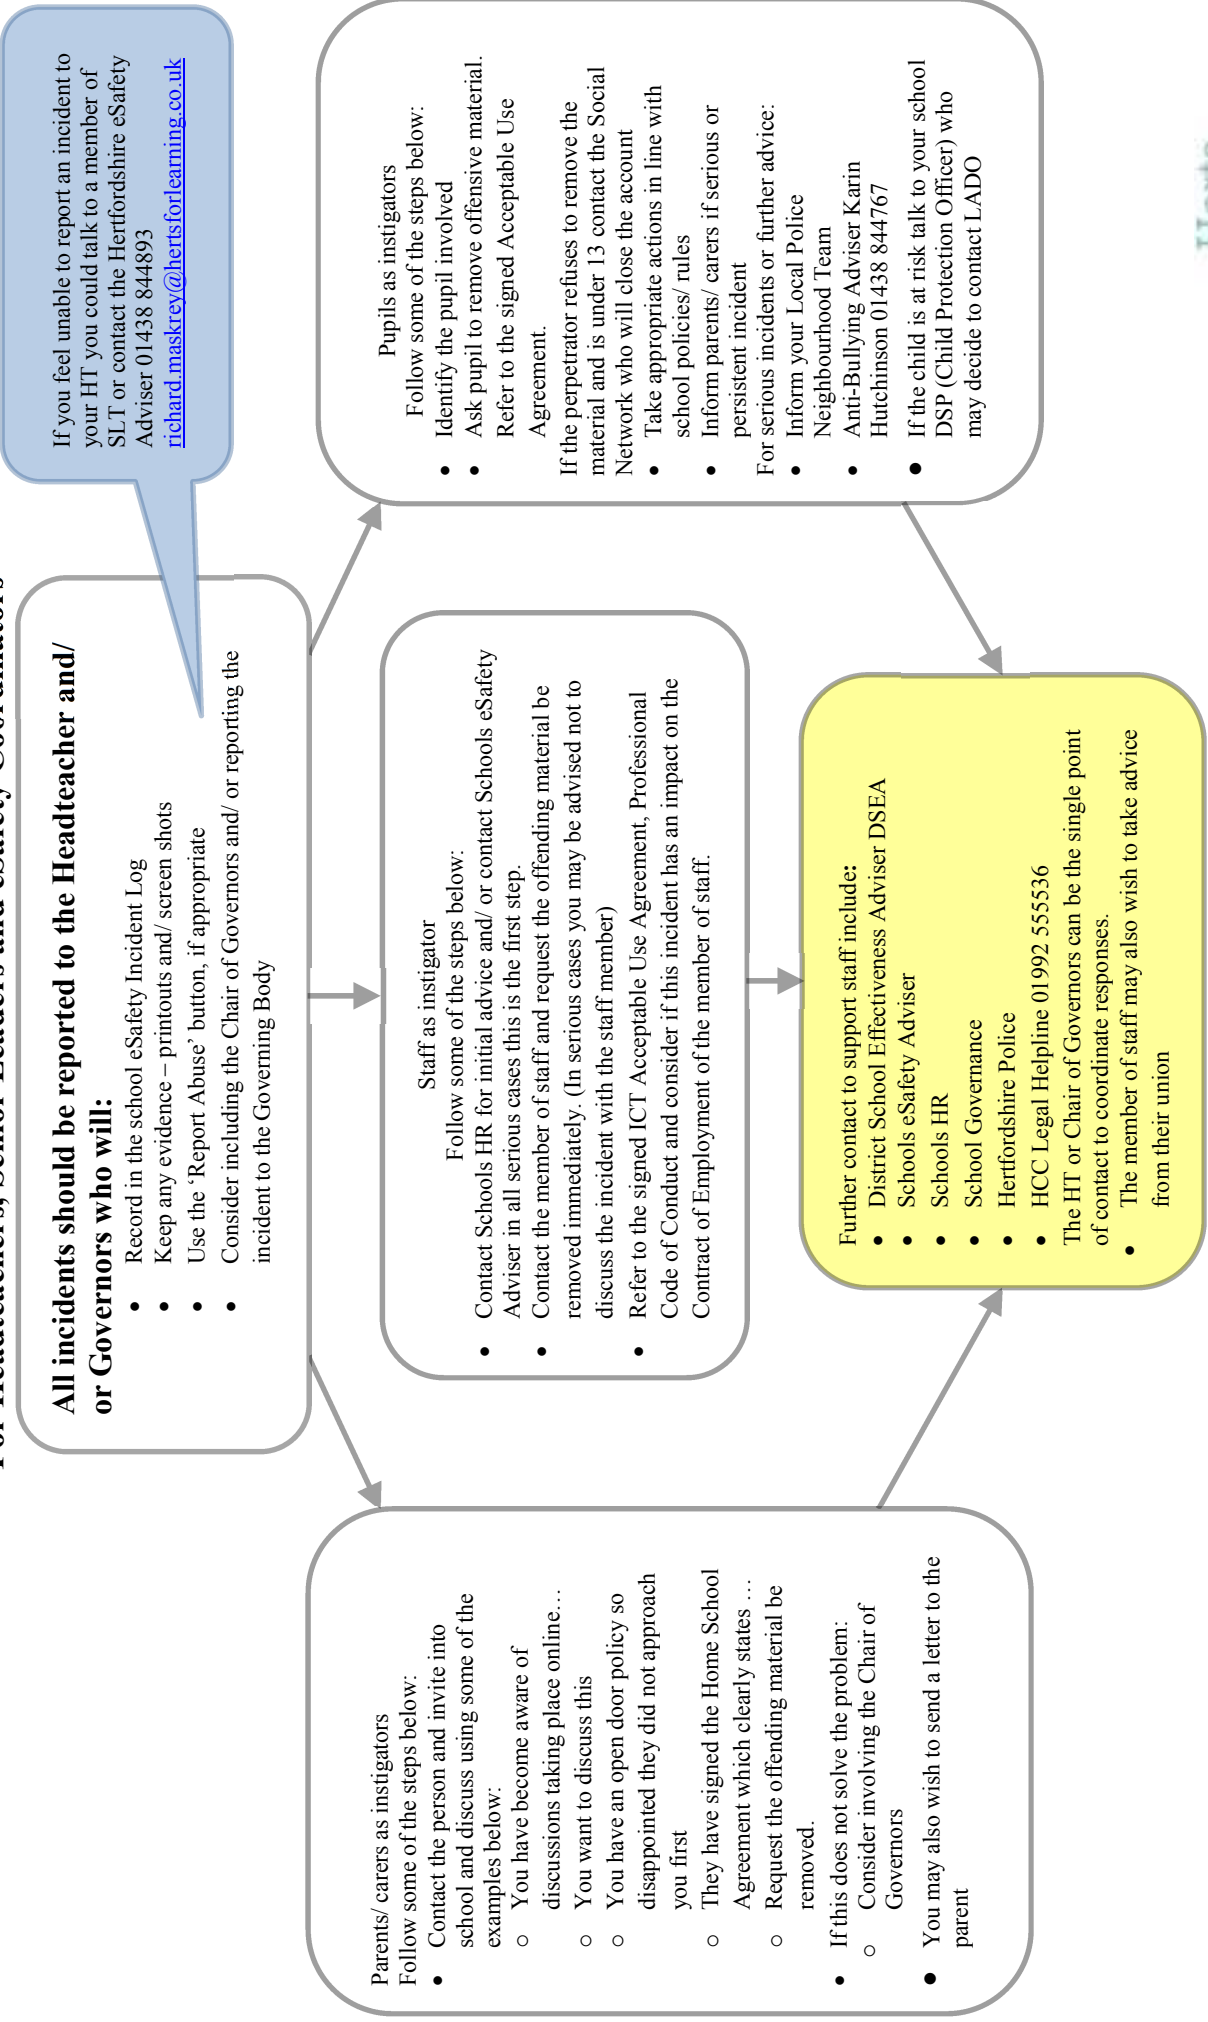 For Headteachers, Senior Leaders and eSafety Coordinators
All incidents should be reported to the Headteacher and/
or Governors who will:
• Record in the school eSafety Incident Log
• Keep any evidence – printouts and/ screen shots
• Use the ‘Report Abuse’ button, if appropriate
• Consider including the Chair of Governors and/ or reporting the
incident to the Governing Body
If you feel unable to report an incident to
your HT you could talk to a member of
SLT or contact the Hertfordshire eSafety
Adviser 01438 844893
richard.maskrey@hertsforlearning.co.uk
Parents/ carers as instigators
Follow some of the steps below:
• Contact the person and invite into
school and discuss using some of the
examples below:
○ You have become aware of
discussions taking place online…
○ You want to discuss this
○ You have an open door policy so
disappointed they did not approach
you first
○ They have signed the Home School
Agreement which clearly states …
○ Request the offending material be
removed.
• If this does not solve the problem:
○ Consider involving the Chair of
Governors
• You may also wish to send a letter to the
parent
Staff as instigator
Follow some of the steps below:
• Contact Schools HR for initial advice and/ or contact Schools eSafety
Adviser in all serious cases this is the first step.
• Contact the member of staff and request the offending material be
removed immediately. (In serious cases you may be advised not to
discuss the incident with the staff member)
• Refer to the signed ICT Acceptable Use Agreement, Professional
Code of Conduct and consider if this incident has an impact on the
Contract of Employment of the member of staff.
Pupils as instigators
Follow some of the steps below:
• Identify the pupil involved
• Ask pupil to remove offensive material.
Refer to the signed Acceptable Use
Agreement.
If the perpetrator refuses to remove the
material and is under 13 contact the Social
Network who will close the account
• Take appropriate actions in line with
school policies/ rules
• Inform parents/ carers if serious or
persistent incident
For serious incidents or further advice:
• Inform your Local Police
Neighbourhood Team
• Anti-Bullying Adviser Karin
Hutchinson 01438 844767
• If the child is at risk talk to your school
DSP (Child Protection Officer) who
may decide to contact LADO
Further contact to support staff include:
• District School Effectiveness Adviser DSEA
• Schools eSafety Adviser
• Schools HR
• School Governance
• Hertfordshire Police
• HCC Legal Helpline 01992 555536
The HT or Chair of Governors can be the single point
of contact to coordinate responses.
• The member of staff may also wish to take advice
from their union